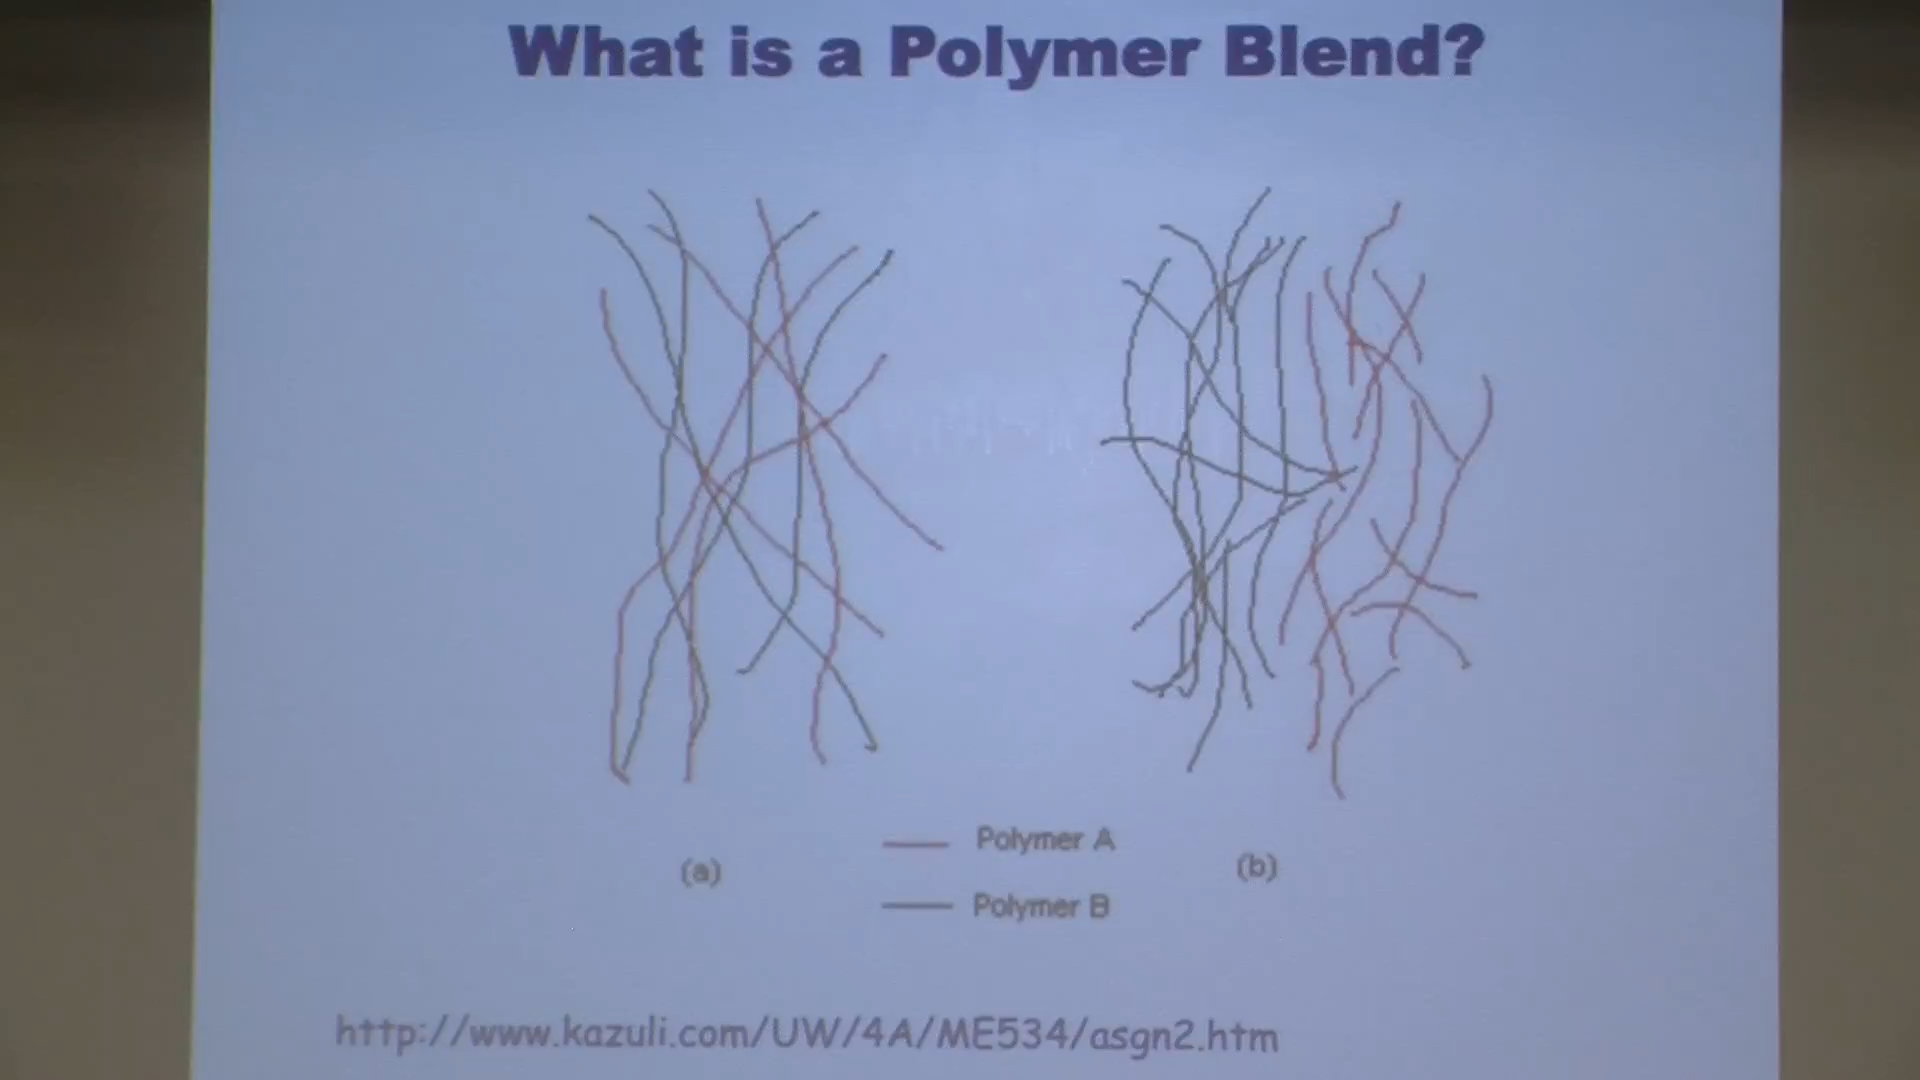 What is a Polymer Blend?
Polymer A
(a)
(b)
Polymer B
http://www.kazuli.com/UW/4A/ME534/asgn2.htm